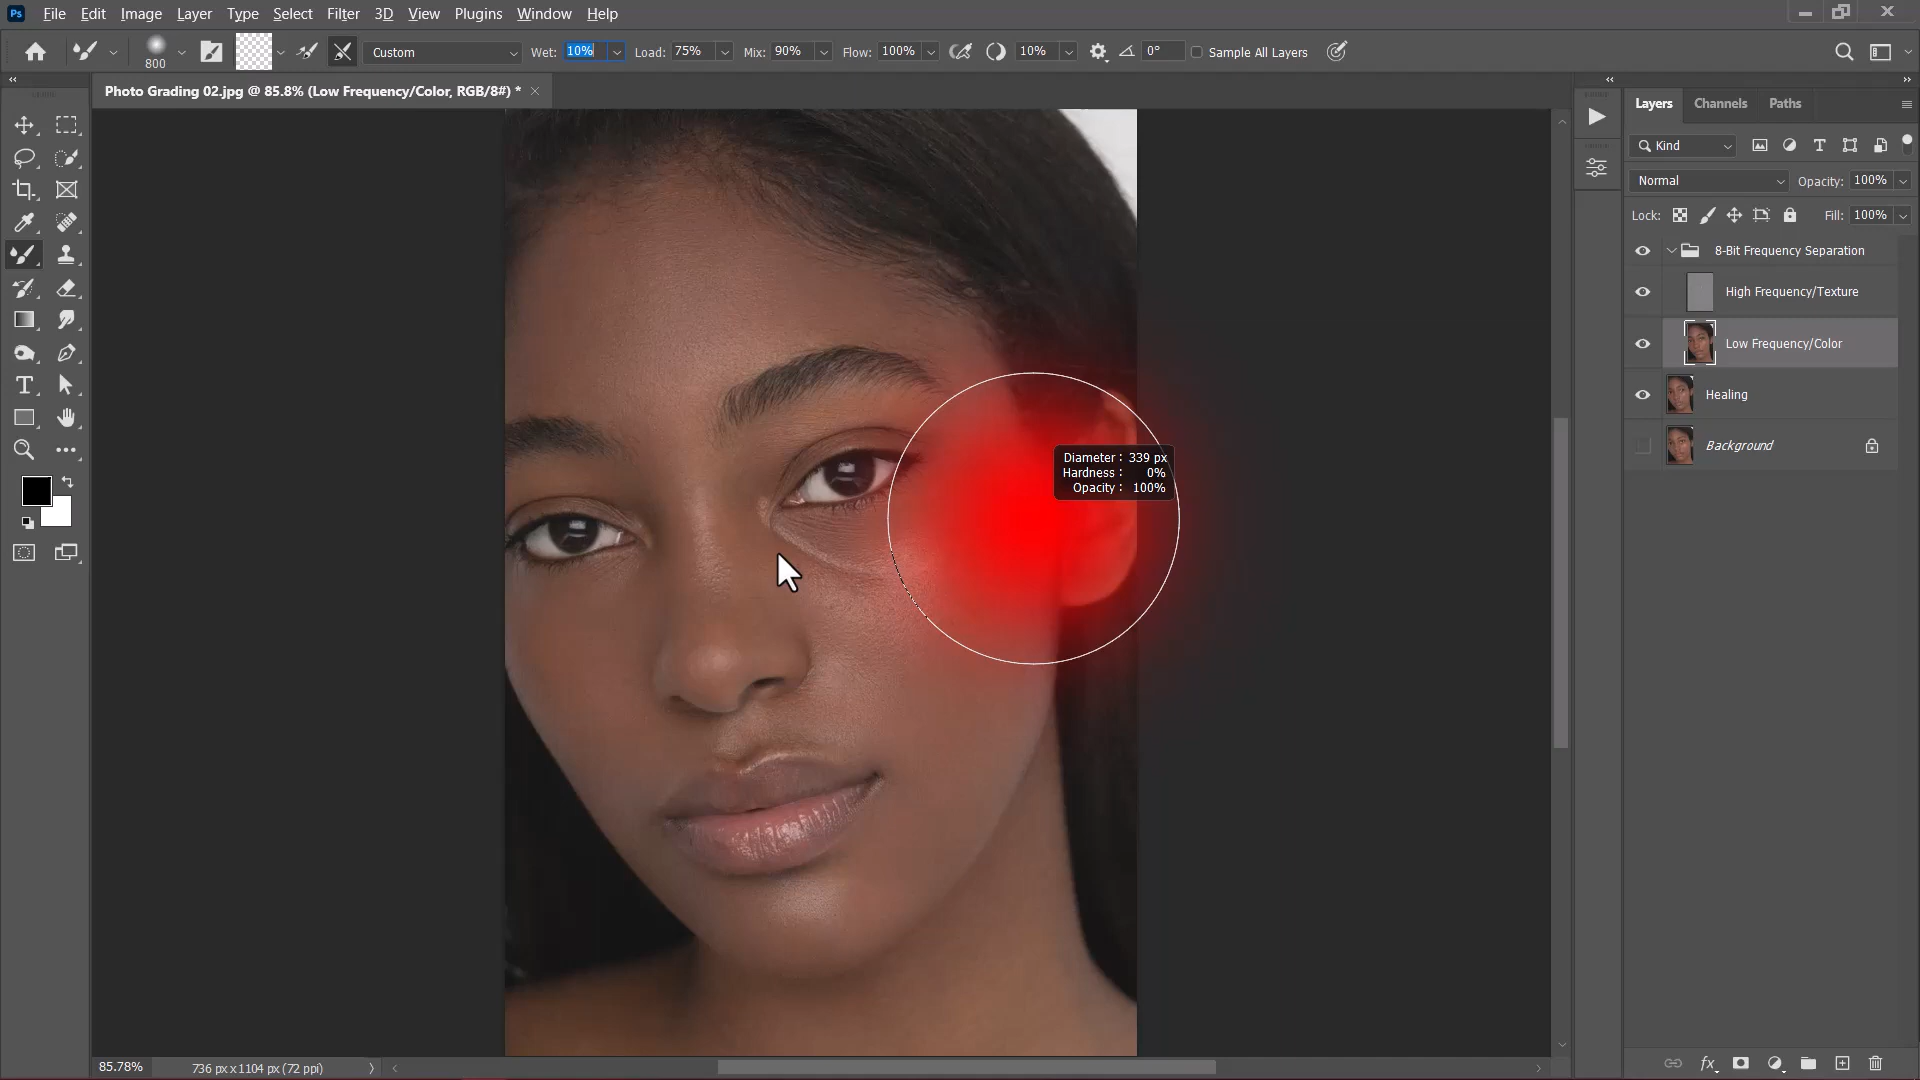 Ps File Edit Image Layer Type Select Filter 3D View Plugins Window Help
800 Custom Wet: 10% Load: 75% Mix: 90% Flow: 100% 10% 0° Sample All Layers
Photo Grading 02.jpg @ 85.8% (Low Frequency/Color, RGB/8#) *
Layers Channels Paths
Kind
Normal Opacity: 100%
Lock: Fill: 100%
8-Bit Frequency Separation
High Frequency/Texture
Low Frequency/Color
Healing
Background
Diameter: 339 px
Hardness: 0%
Opacity: 100%
85.78% 736 px x 1104 px (72 ppi)
fx